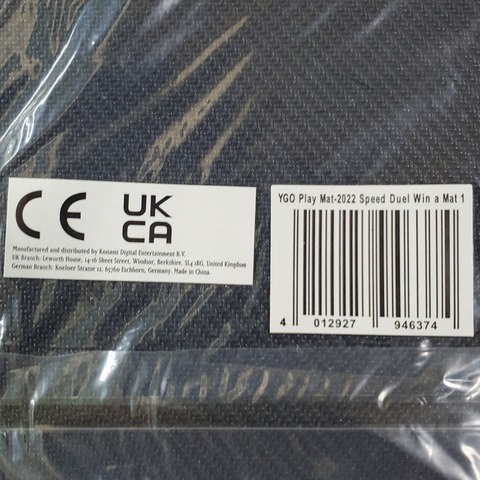 CE
UK
CA
Manufactured and distributed by Konami Digital Entertainment B.V.
UK Branch: Leworth House, 14-16 Sheet Street, Windsor, Berkshire, SL4 1BG, United Kingdom
German Branch: Koelner Strasse 12, 65760 Eschborn, Germany. Made in China.
YGO Play Mat-2022 Speed Duel Win a Mat 1
4 012927 946374